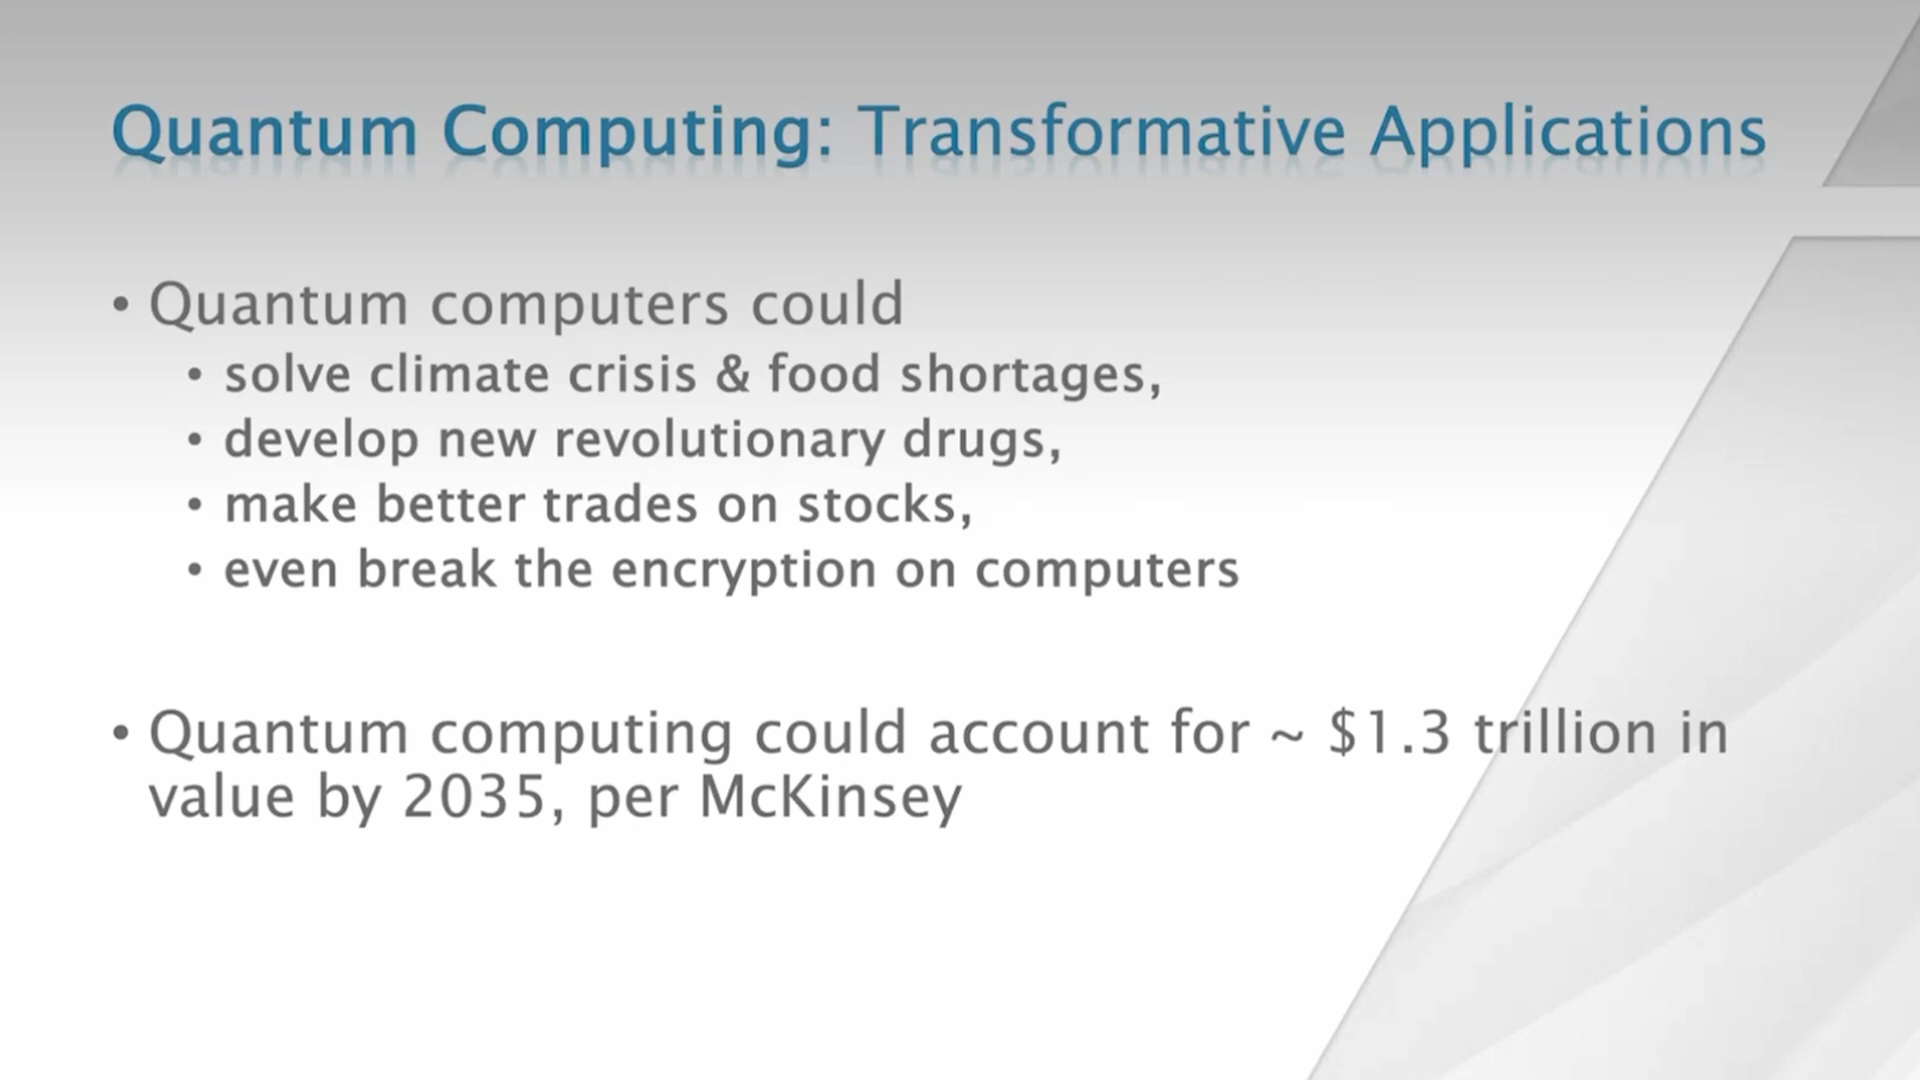 Quantum Computing: Transformative Applications
• Quantum computers could
• solve climate crisis & food shortages,
• develop new revolutionary drugs,
• make better trades on stocks,
• even break the encryption on computers
• Quantum computing could account for ~ $1.3 trillion in
value by 2035, per McKinsey